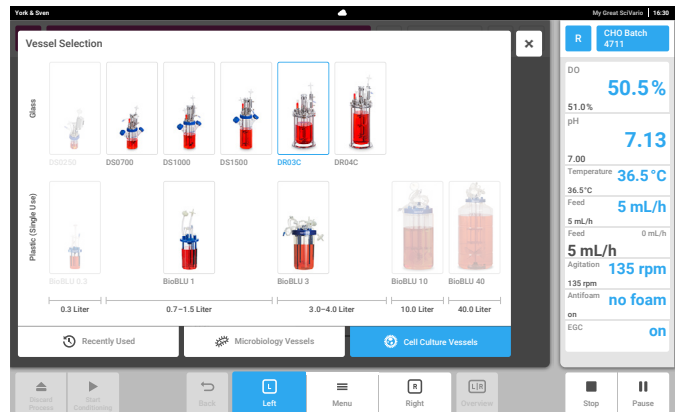 York & Sven
My Great SciVario 16:30
Vessel Selection
R
CHO Batch
4711
Glass
DS0250
DS0700
DS1000
DS1500
DR03C
DR04C
Plastic (Single Use)
BioBLU 0.3
BioBLU 1
BioBLU 3
BioBLU 10
BioBLU 40
0.3 Liter
0.7–1.5 Liter
3.0–4.0 Liter
10.0 Liter
40.0 Liter
Recently Used
Microbiology Vessels
Cell Culture Vessels
DO
50.5%
51.0%
pH
7.13
7.00
Temperature
36.5°C
36.5°C
Feed
5 mL/h
5 mL/h
Feed
0 mL/h
5 mL/h
Agitation
135 rpm
135 rpm
Antifoam
no foam
on
EGC
on
Discard
Process
Start
Conditioning
Back
L
Left
Menu
R
Right
L|R
Overview
Stop
Pause